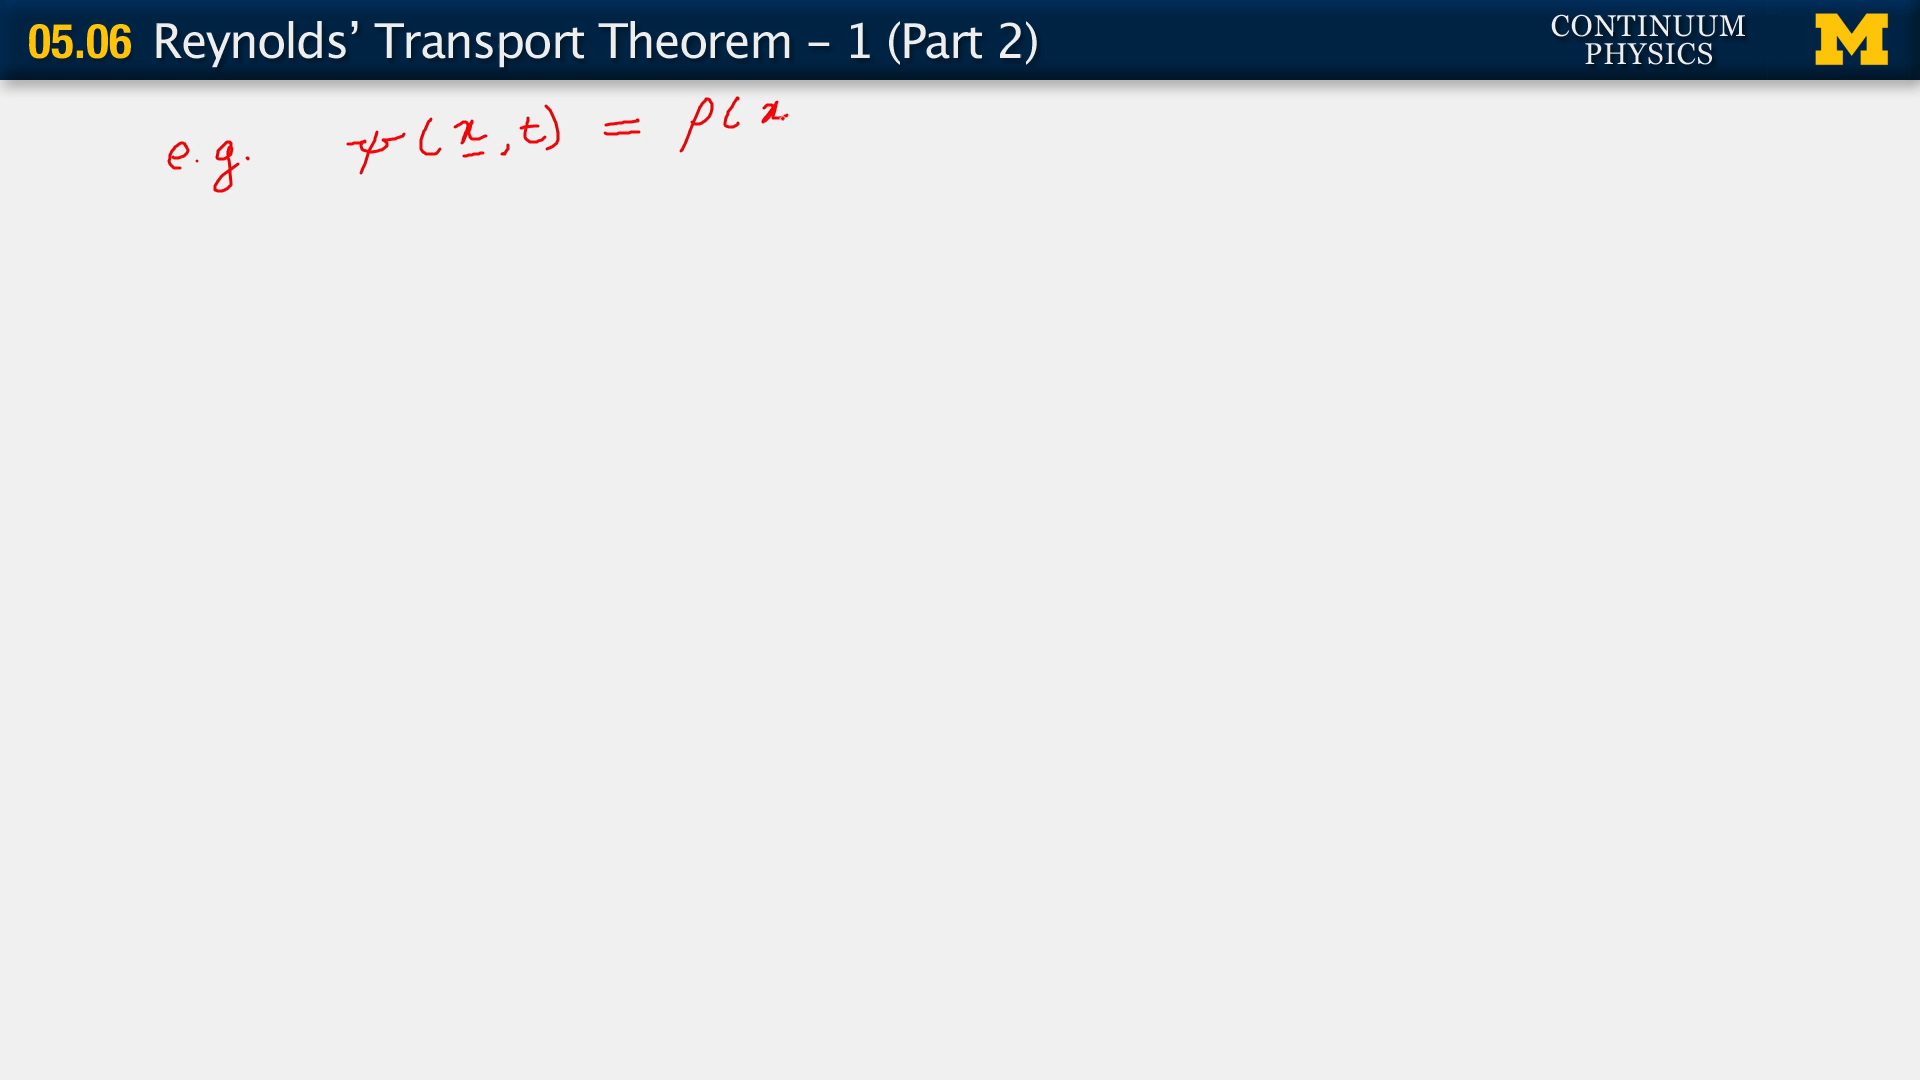 05.06 Reynolds’ Transport Theorem – 1 (Part 2)
CONTINUUM
PHYSICS
M
e.g. ψ(x, t) = ρ(x